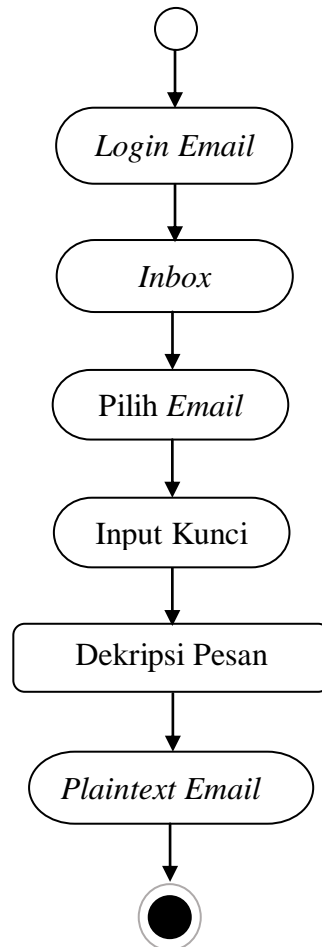 Login Email
Inbox
Pilih Email
Input Kunci
Dekripsi Pesan
Plaintext Email